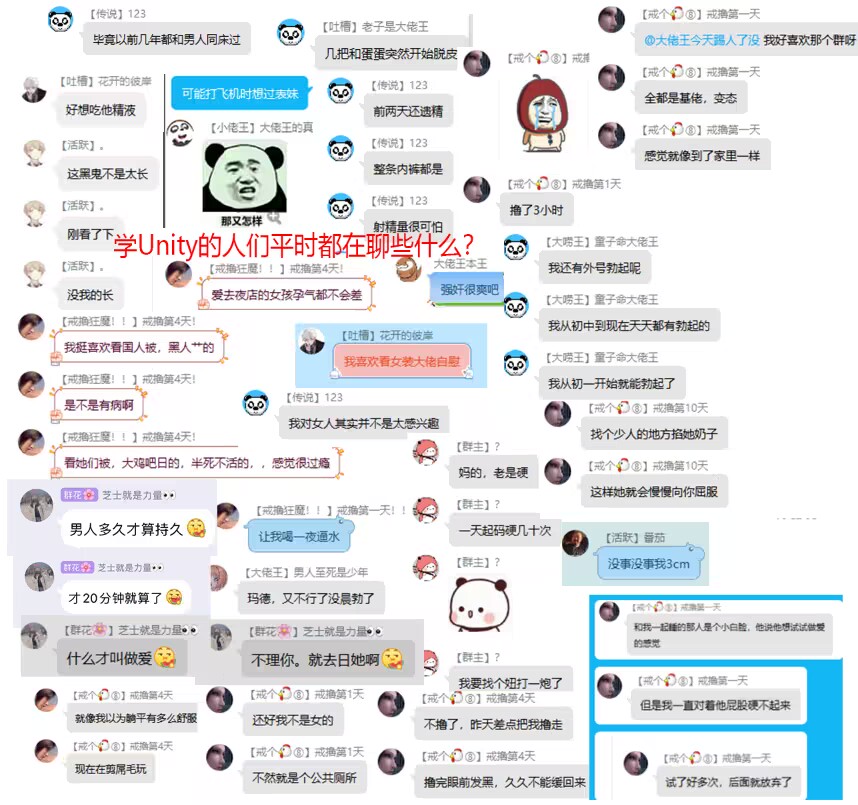 【传说】123
毕竟以前几年都和男人同床过
【吐槽】老子是大佬王
几把和蛋蛋突然开始脱皮
【戒个🐔⑧】戒撸
【戒个🐔⑧】戒撸第一天
@大佬王今天踢人了没 我好喜欢那个群呀
【戒个🐔⑧】戒撸第一天
全都是基佬，变态
【戒个🐔⑧】戒撸第一天
感觉就像到了家里一样
【吐槽】花开的彼岸
好想吃他精液
【活跃】。
这黑鬼不是太长
【活跃】。
刚看了下
【活跃】。
没我的长
可能打飞机时想过表妹
【小佬王】大佬王的真
那又怎样
【传说】123
前两天还遗精
【传说】123
整条内裤都是
【传说】123
射精量很可怕
【戒个🐔⑧】戒撸第1天
撸了3小时
学Unity的人们平时都在聊些什么?
【戒撸狂魔！！】戒撸第4天！
爱去夜店的女孩孕气都不会差
大佬王本王
强奸很爽吧
【大唠王】童子命大佬王
我还有外号勃起呢
【大唠王】童子命大佬王
我从初中到现在天天都有勃起的
【大唠王】童子命大佬王
我从初一开始就能勃起了
【戒撸狂魔！！】戒撸第4天！
我挺喜欢看国人被，黑人艹的
【戒撸狂魔！！】戒撸第4天！
是不是有病啊
【戒撸狂魔！！】戒撸第4天！
看她们被，大鸡吧日的，半死不活的，，感觉很过瘾
【吐槽】花开的彼岸
我喜欢看女装大佬自慰
【传说】123
我对女人其实并不是太感兴趣
【戒个🐔⑧】戒撸第10天
找个少人的地方掐她奶子
【戒个🐔⑧】戒撸第10天
这样她就会慢慢向你屈服
【群主】?
妈的，老是硬
【群主】?
一天起码硬几十次
【群主】?
【群主】?
我要找个妞打一炮了
群花🌸 芝士就是力量👀
男人多久才算持久🤔
群花🌸 芝士就是力量👀
才20分钟就算了😜
【群花🌸】芝士就是力量👀
什么才叫做爱🤔
【戒撸狂魔！！】戒撸第一天！！
让我喝一夜逼水
【大佬王】男人至死是少年
玛德，又不行了没晨勃了
【群花🌸】芝士就是力量👀
不理你。就去日她啊🤔
【活跃】番茄
没事没事我3cm
【戒个🐔⑧】戒撸第一天
和我一起睡的那人是个小白脸，他说他想试试做爱
的感觉
【戒个🐔⑧】戒撸第一天
但是我一直对着他屁股硬不起来
【戒个🐔⑧】戒撸第一天
试了好多次，后面就放弃了
【戒个🐔⑧】戒撸第4天
就像我以为躺平有多么舒服
【戒个🐔⑧】戒撸第4天
现在在剪屌毛玩
【戒个🐔⑧】戒撸第1天
还好我不是女的
【戒个🐔⑧】戒撸第1天
不然就是个公共厕所
【戒个🐔⑧】戒撸第4天
不撸了，昨天差点把我撸走
【戒个🐔⑧】戒撸第4天
撸完眼前发黑，久久不能缓回来